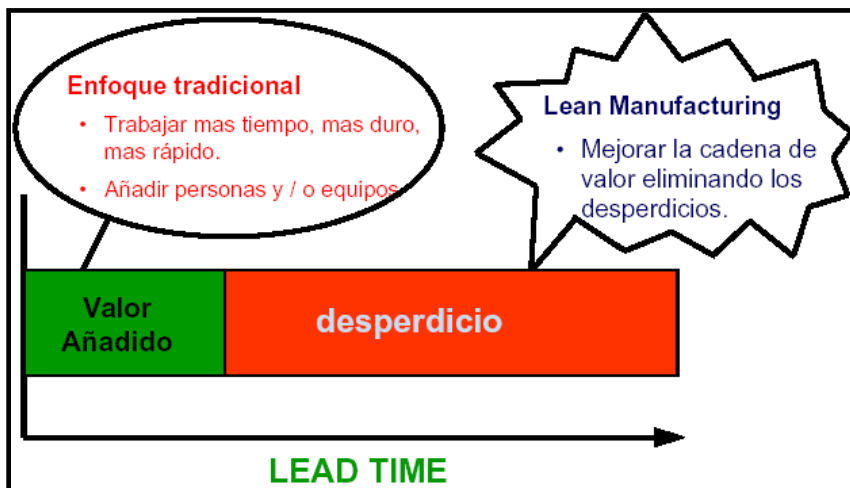 Enfoque tradicional
• Trabajar mas tiempo, mas duro,
mas rápido.
• Añadir personas y / o equipos
Lean Manufacturing
• Mejorar la cadena de
valor eliminando los
desperdicios.
Valor
Añadido
desperdicio
LEAD TIME